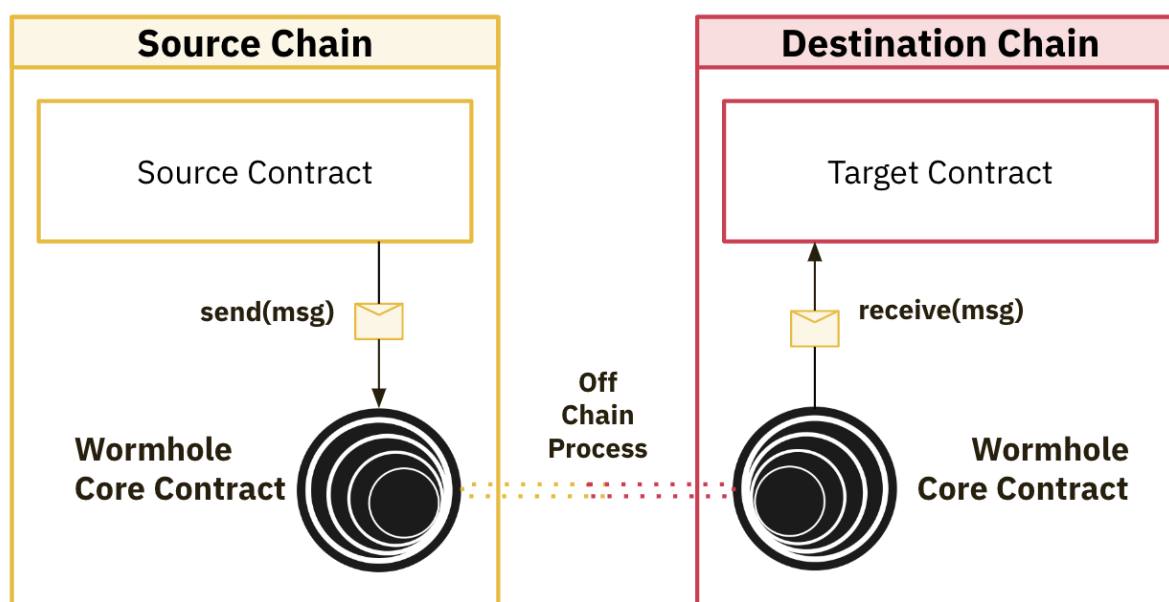 Source Chain
Source Contract
send(msg)
Wormhole
Core Contract
Off
Chain
Process
Destination Chain
Target Contract
receive(msg)
Wormhole
Core Contract